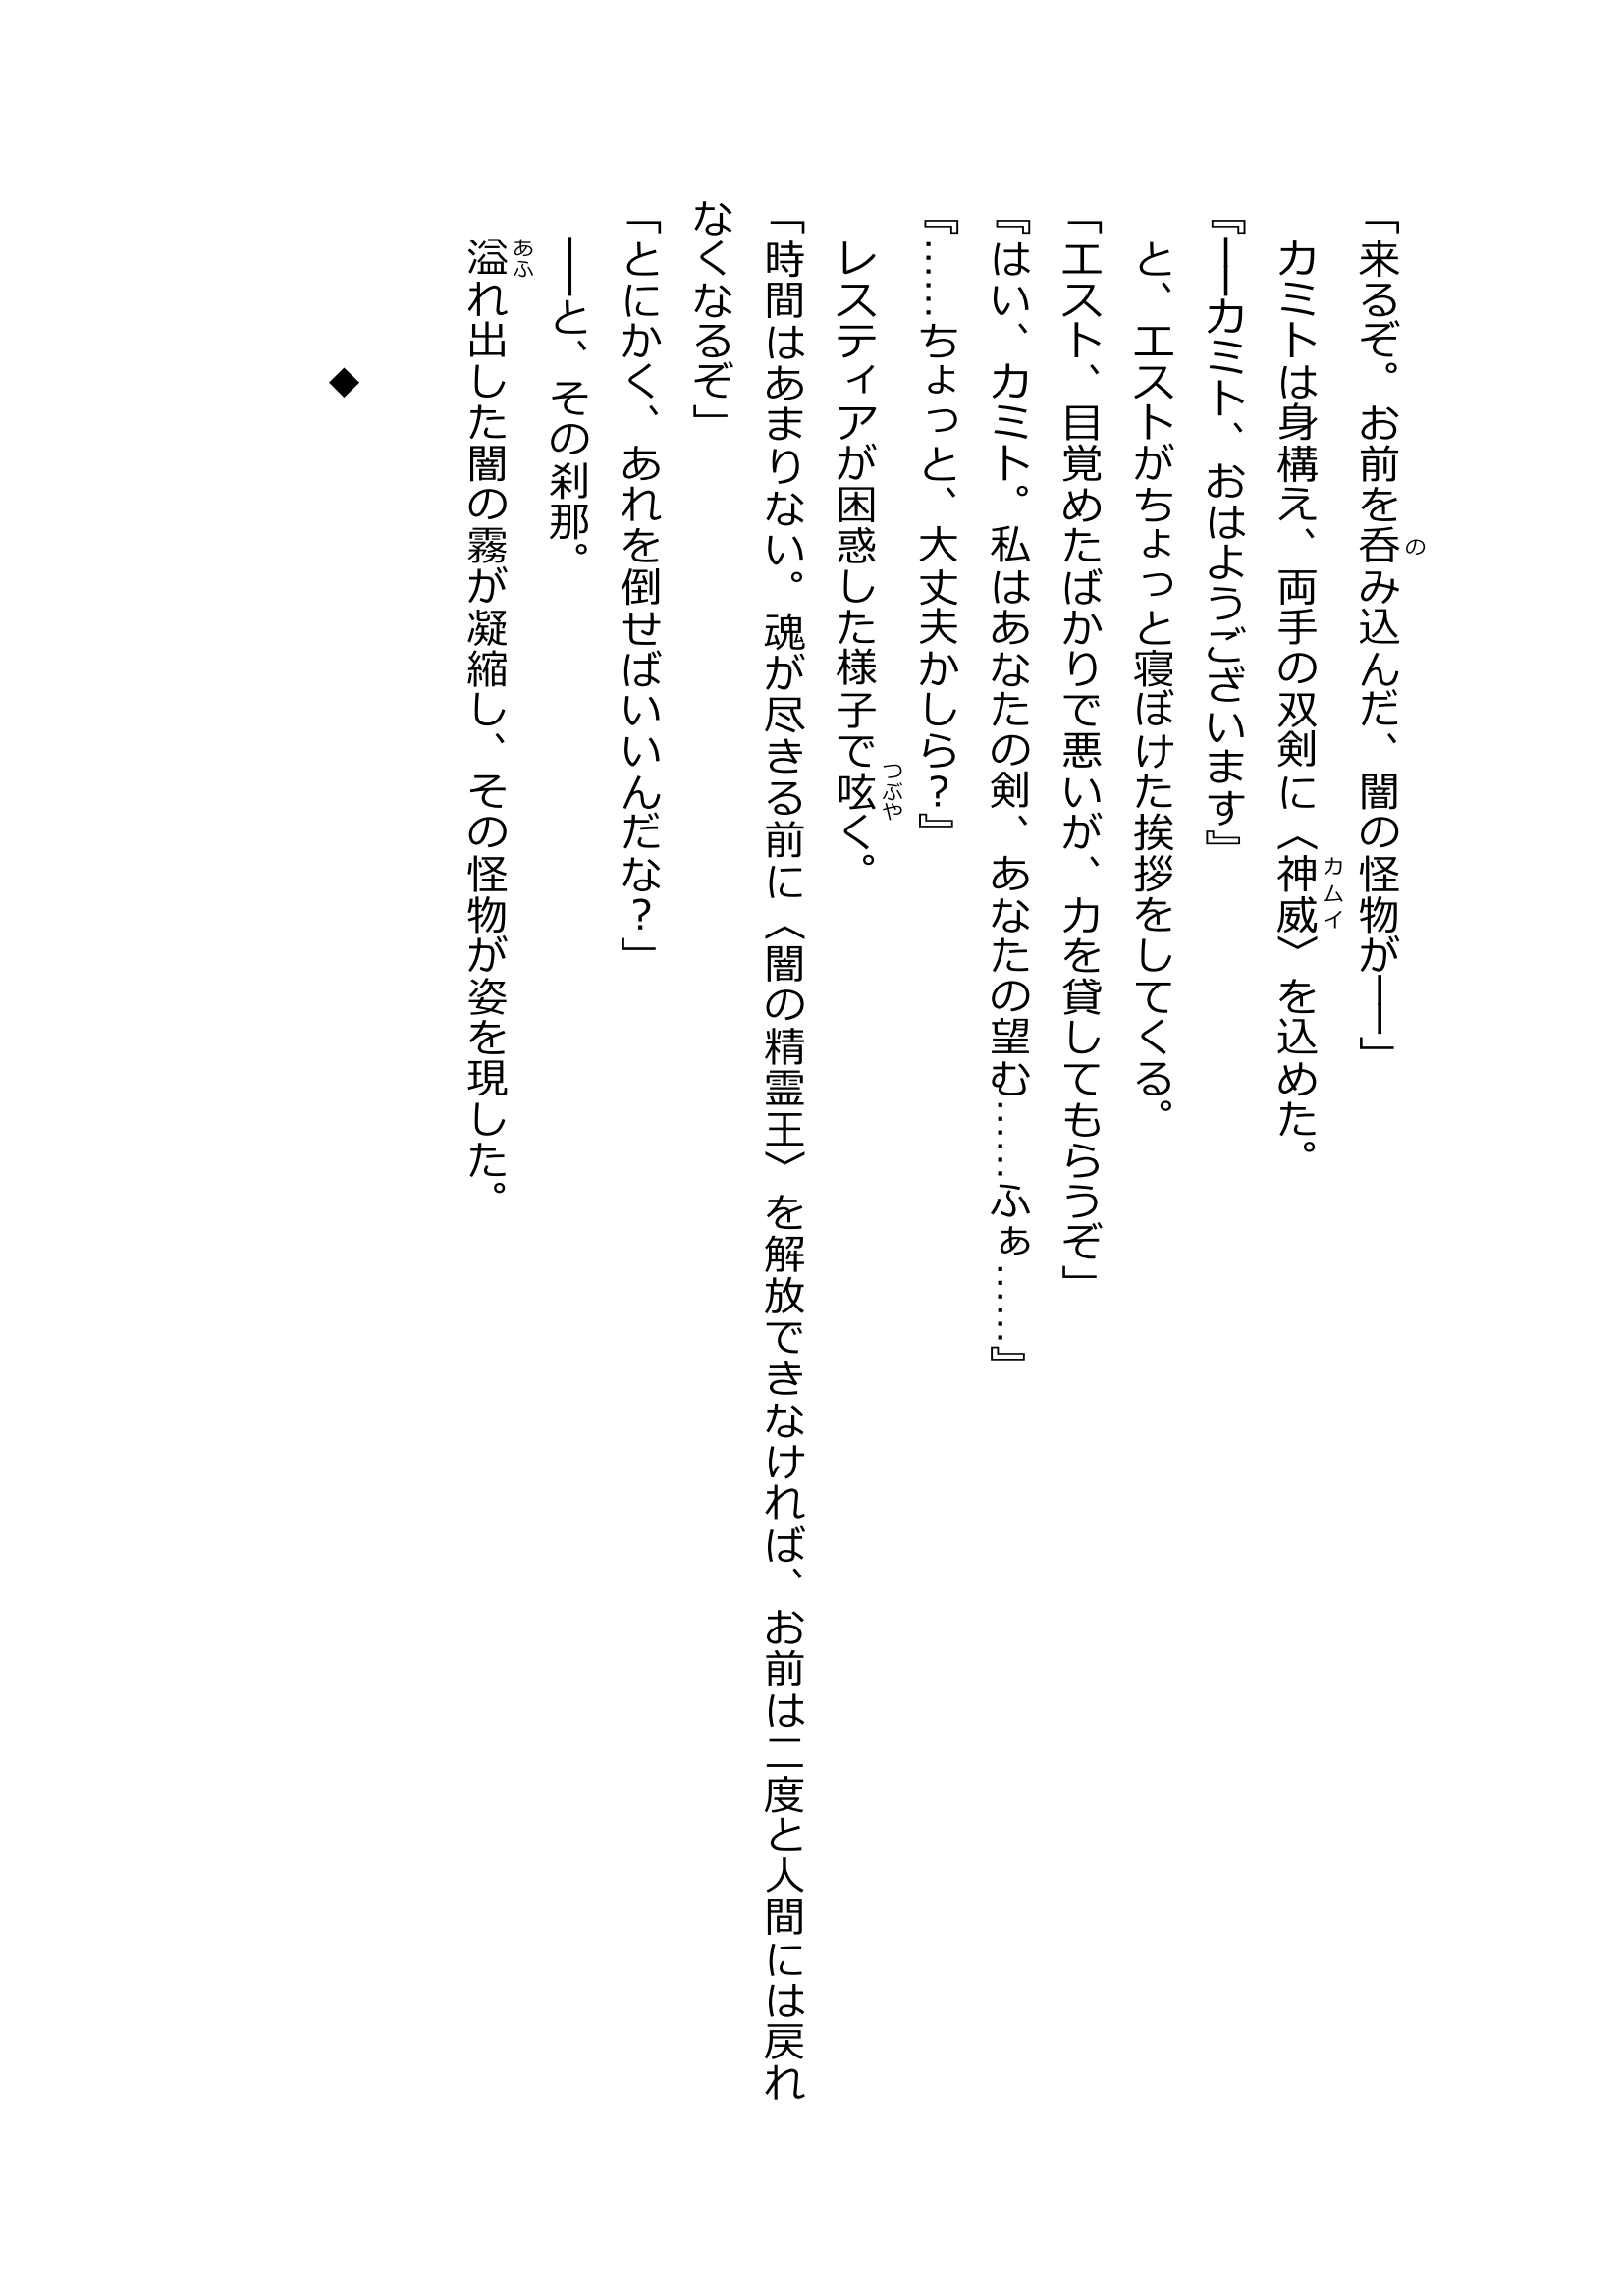 「来るぞ。お前を呑み込んだ、闇の怪物が――」
カミトは身構え、両手の双剣に〈神威〉を込めた。
『――カミト、おはようございます』
と、エストがちょっと寝ぼけた挨拶をしてくる。
「エスト、目覚めたばかりで悪いが、力を貸してもらうぞ」
『はい、カミト。私はあなたの剣、あなたの望む……ふぁ……』
『……ちょっと、大丈夫かしら？』
レスティアが困惑した様子で呟く。
「時間はあまりない。魂が尽きる前に〈闇の精霊王〉を解放できなければ、お前は二度と人間には戻れ
なくなるぞ」
「とにかく、あれを倒せばいいんだな？」
――と、その刹那。
溢れ出した闇の霧が凝縮し、その怪物が姿を現した。
◆